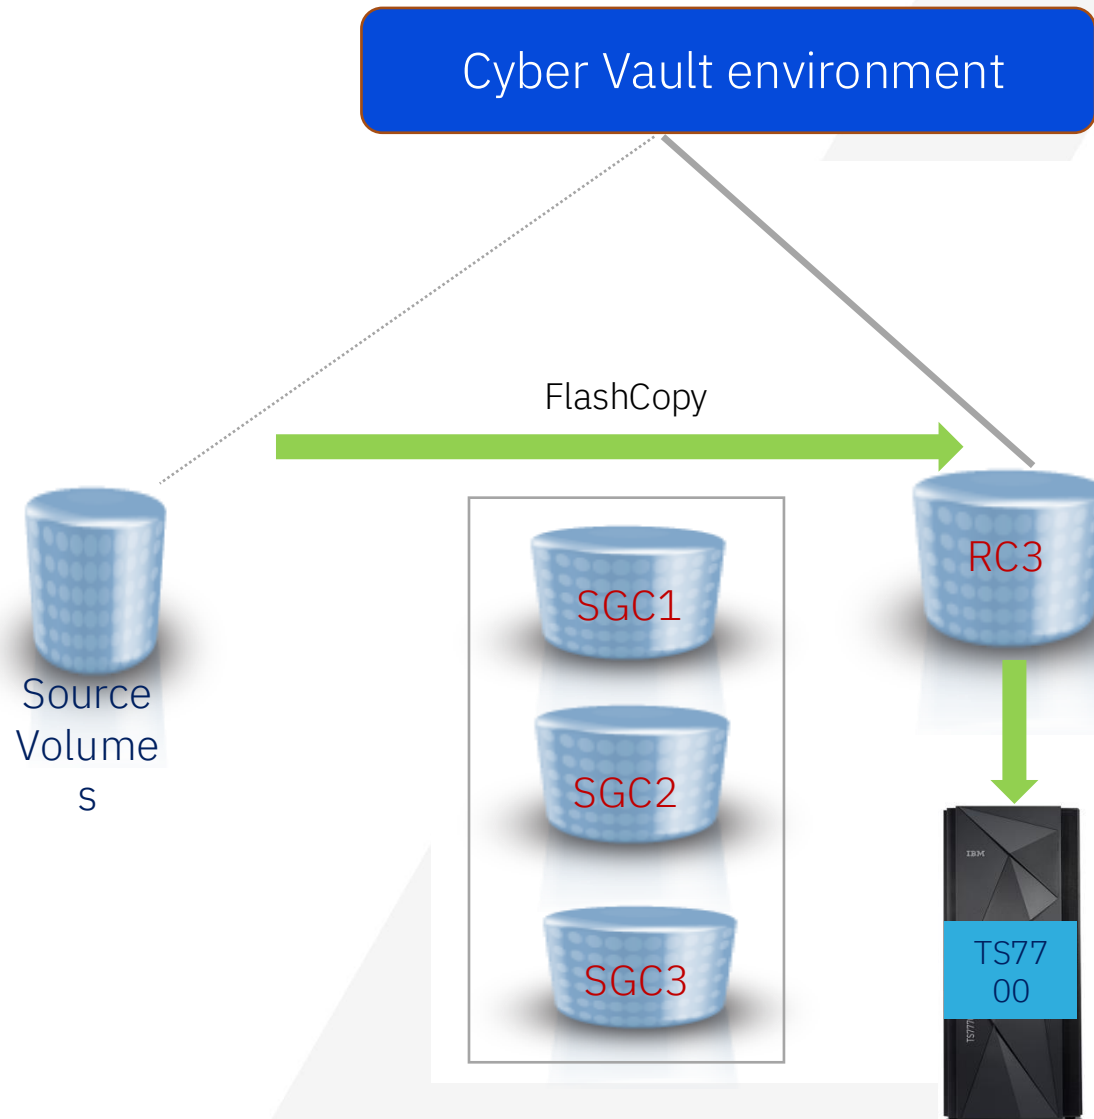 Cyber Vault environment
FlashCopy
RC3
SGC1
Source
Volume
s
SGC2
SGC3
IBM
TS77
00